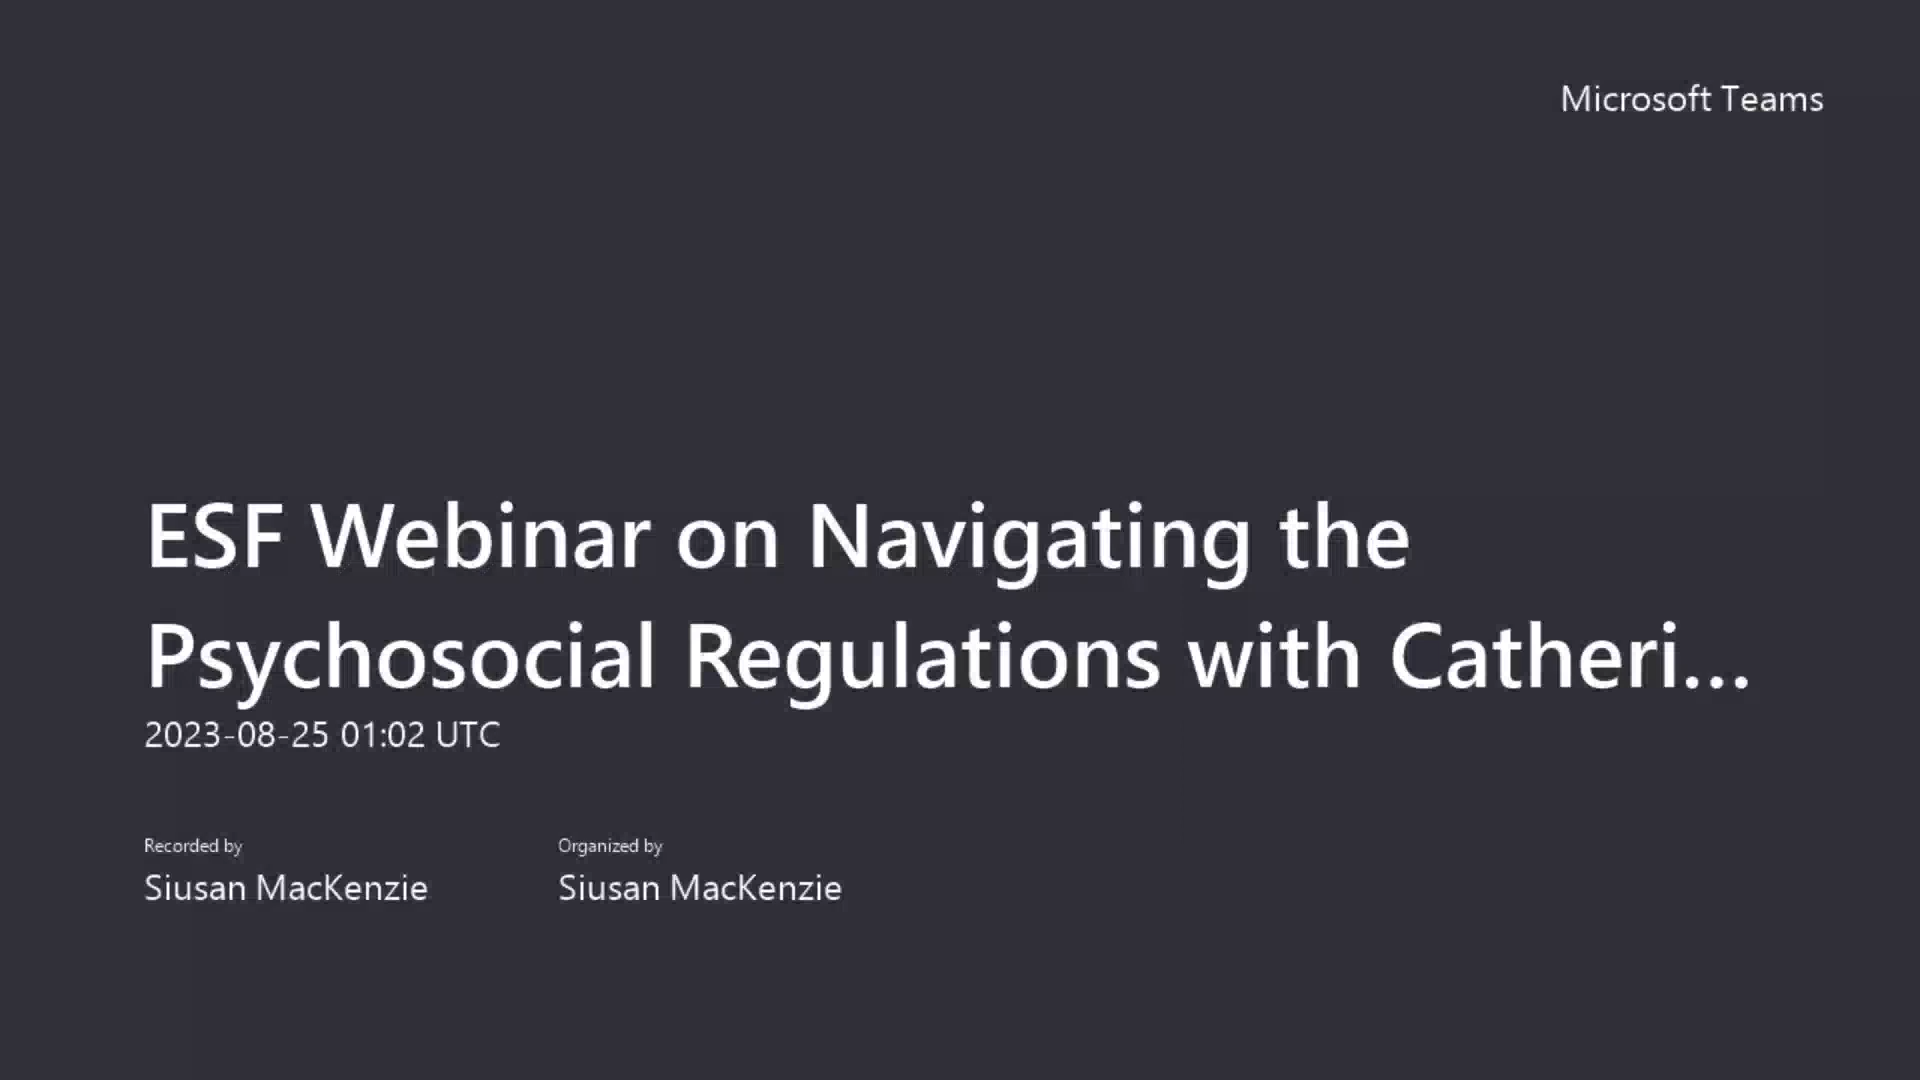 Microsoft Teams
ESF Webinar on Navigating the
Psychosocial Regulations with Catheri...
2023-08-25 01:02 UTC
Recorded by
Organized by
Siusan MacKenzie
Siusan MacKenzie